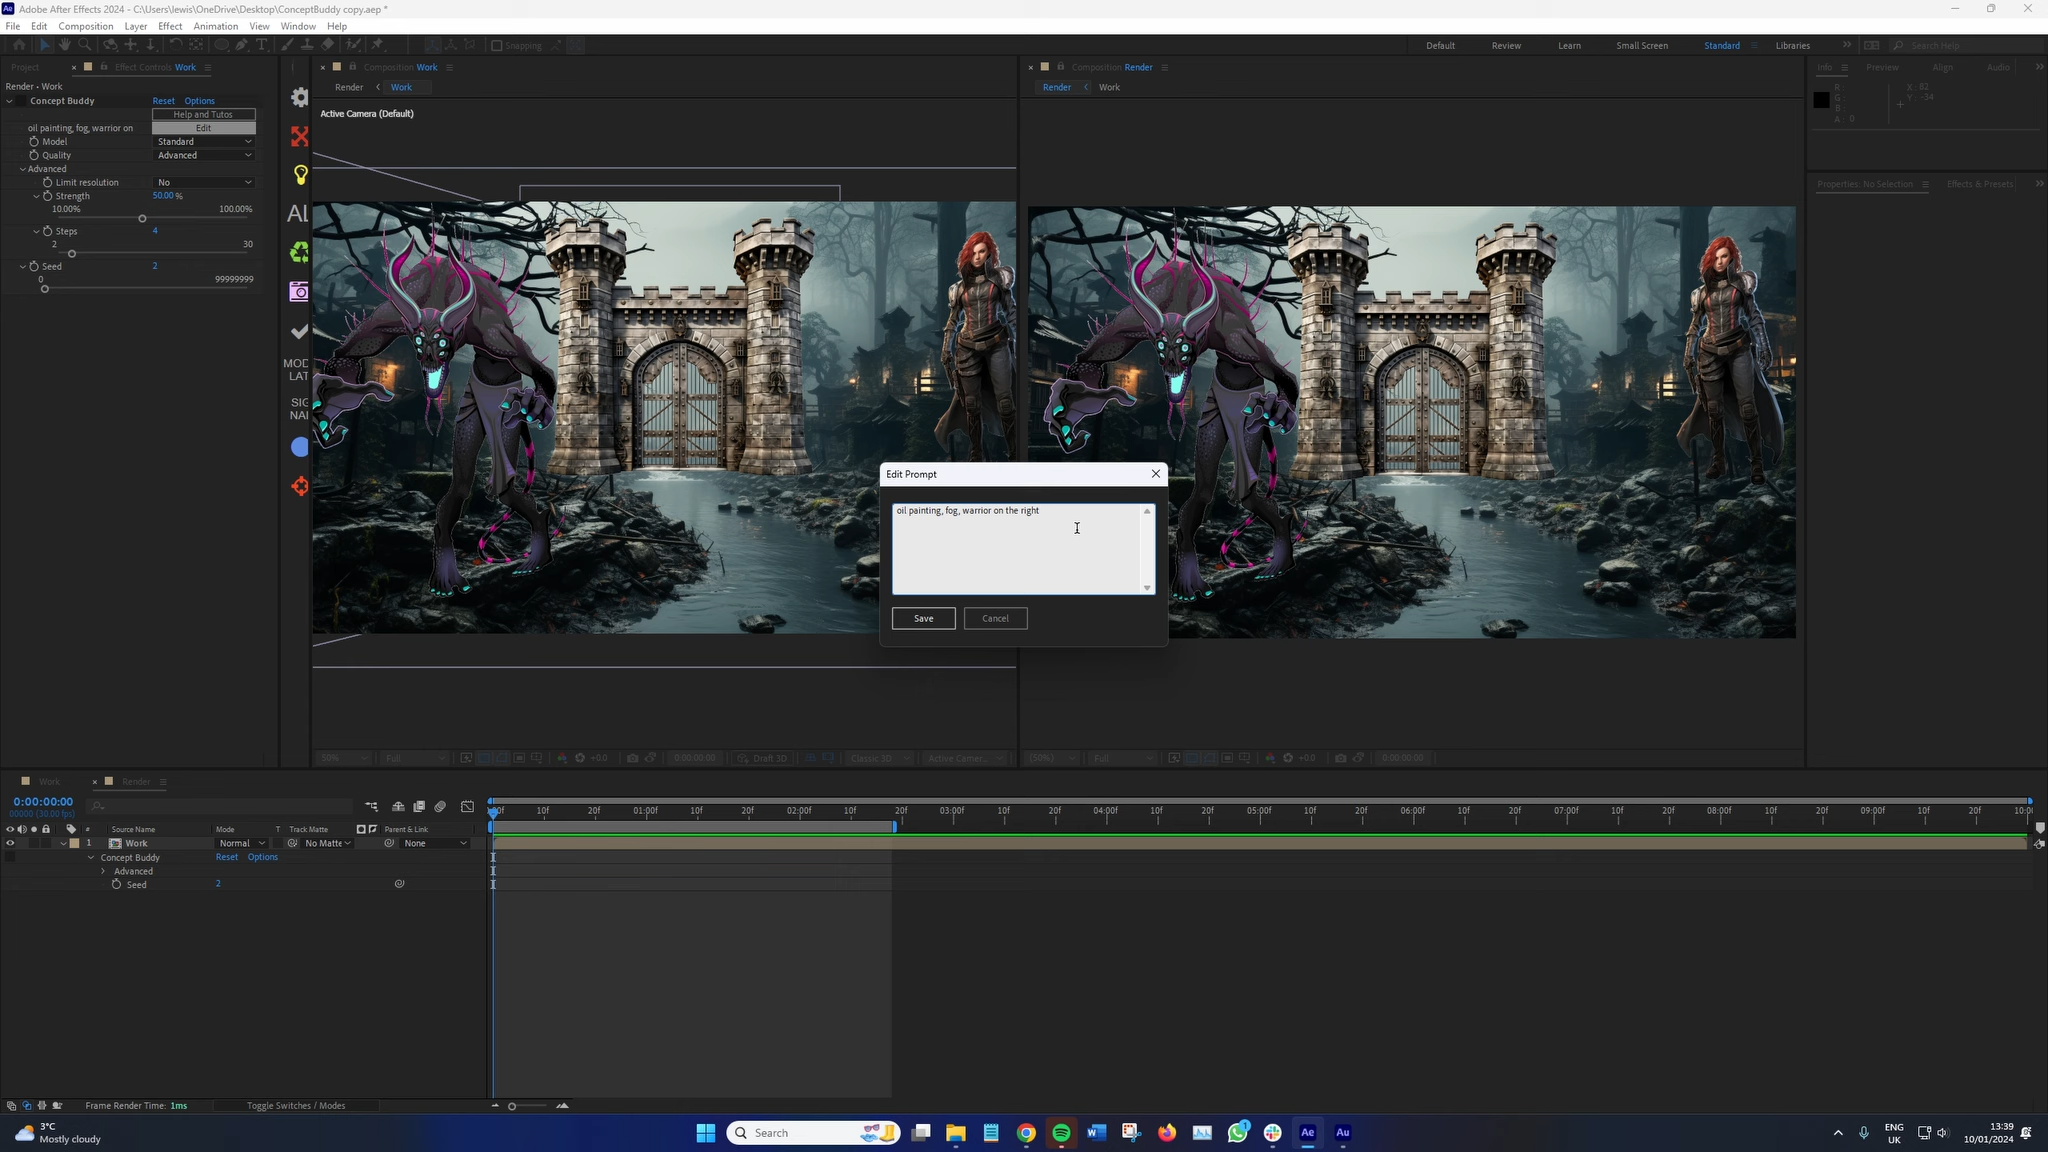 Adobe After Effects 2024 - C:\Users\lewis\OneDrive\Desktop\ConceptBuddy copy.aep *
File Edit Composition Layer Effect Animation View Window Help
Snapping
Default Review Learn Small Screen Standard Libraries Search Help
Project Effect Controls Work
Composition Work
Composition Render
Info Preview Align Audio
Render • Work
Render Work
Render Work
Concept Buddy Reset Options
Help and Tutos
oil painting, fog, warrior on Edit
Model Standard
Quality Advanced
Advanced
Limit resolution No
Strength 50.00 %
10.00% 100.00%
Steps 4
2 30
Seed 2
0 99999999
MOD
LAT
SIG
NAI
Active Camera (Default)
R :
G :
B :
A : 0
X : 82
Y : -34
Properties: No Selection Effects & Presets
Edit Prompt
oil painting, fog, warrior on the right
Save Cancel
50% Full +0.0 0:00:00:00 Draft 3D Classic 3D Active Camer...
(50%) Full +0.0 0:00:00:00
Work Render
0:00:00:00
00000 (30.00 fps)
10f 20f 01:00f 10f 20f 02:00f 10f 20f 03:00f 10f 20f 04:00f 10f 20f 05:00f 10f 20f 06:00f 10f 20f 07:00f 10f 20f 08:00f 10f 20f 09:00f 10f 20f
# Source Name Mode T Track Matte Parent & Link
1 Work Normal No Matte None
Concept Buddy Reset Options
Advanced
Seed 2
Frame Render Time: 1ms Toggle Switches / Modes
3°C
Mostly cloudy
Search
Ae Au
ENG
UK
13:39
10/01/2024